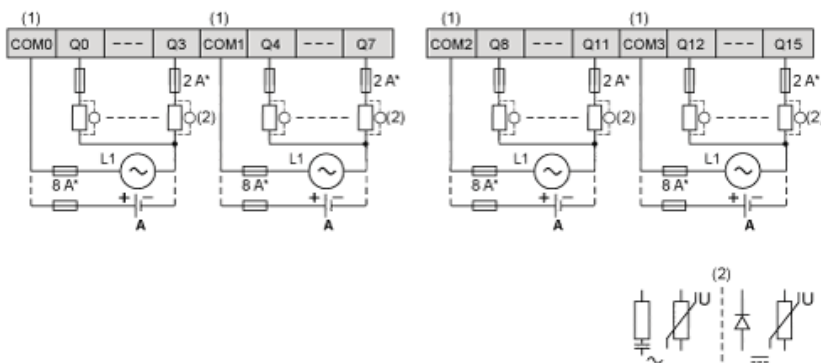 (1) (1) (1) (1)
COM0 Q0 --- Q3 COM1 Q4 --- Q7 COM2 Q8 --- Q11 COM3 Q12 --- Q15
2 A* 2 A* 2 A* 2 A*
(2) (2) (2) (2)
L1 L1 L1 L1
8 A* 8 A* 8 A* 8 A*
+ − + − + − + −
A A A A
(2)
U U